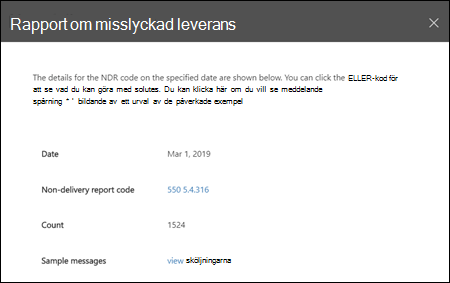 Rapport om misslyckad leverans
The details for the NDR code on the specified date are shown below. You can click the ELLER-kod för
att se vad du kan göra med solutes. Du kan klicka här om du vill se meddelande
spårning " ' bildande av ett urval av de påverkade exempel
Date Mar 1, 2019
Non-delivery report code 550 5.4.316
Count 1524
Sample messages view sköljningarna